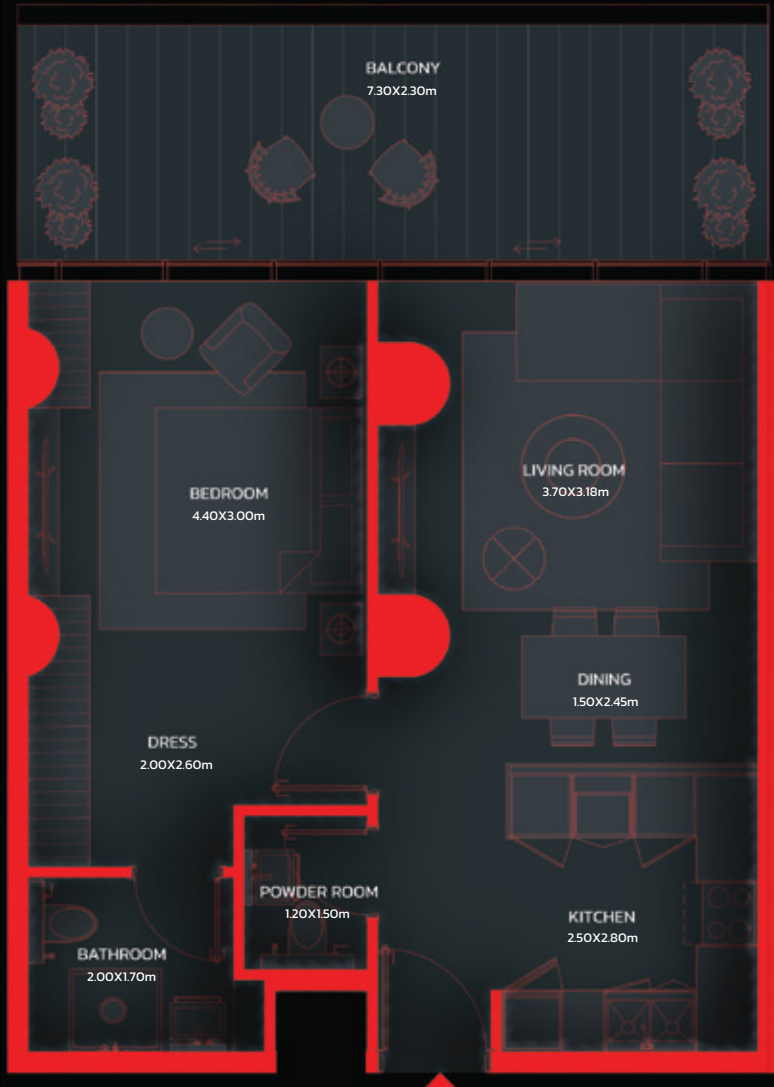 BALCONY
7.30X2.30m
LIVING ROOM
3.70X3.18m
BEDROOM
4.40X3.00m
DINING
1.50X2.45m
DRESS
2.00X2.60m
POWDER ROOM
1.20X1.50m
KITCHEN
2.50X2.80m
BATHROOM
2.00X1.70m